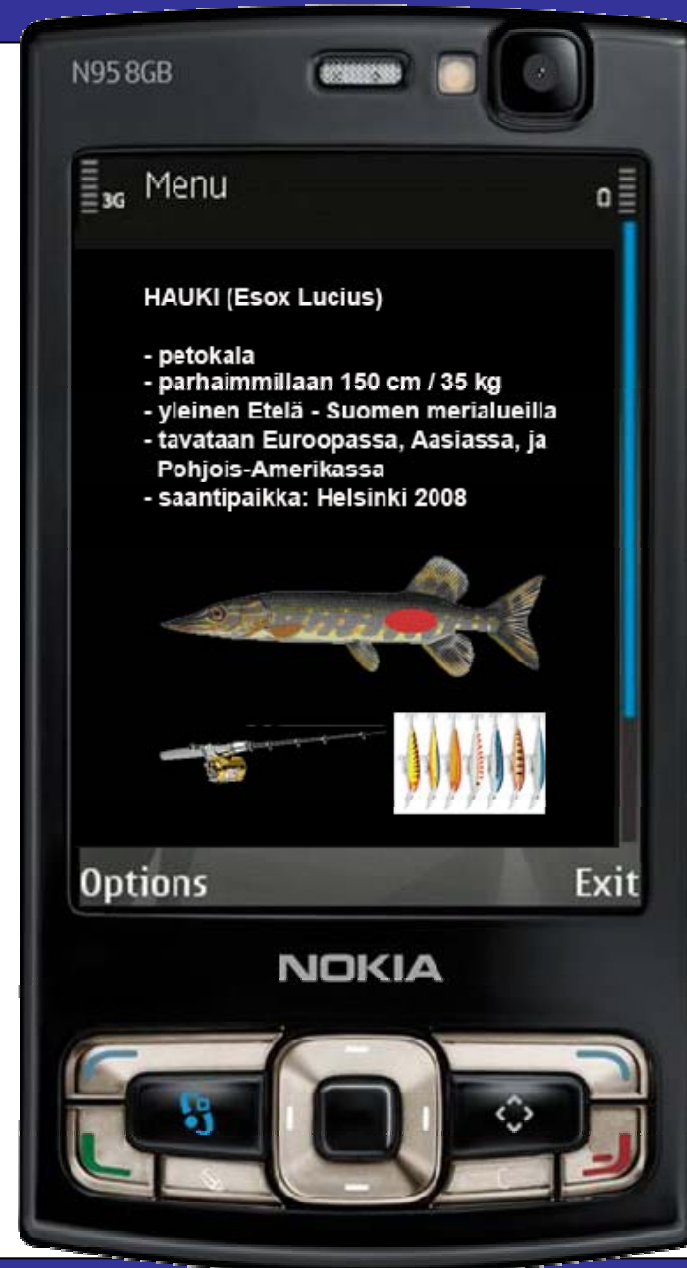 N95 8GB
3G Menu
HAUKI (Esox Lucius)
- petokala
- parhaimmillaan 150 cm / 35 kg
- yleinen Etelä - Suomen merialueilla
- tavataan Euroopassa, Aasiassa, ja
Pohjois-Amerikassa
- saantipaikka: Helsinki 2008
Options Exit
NOKIA